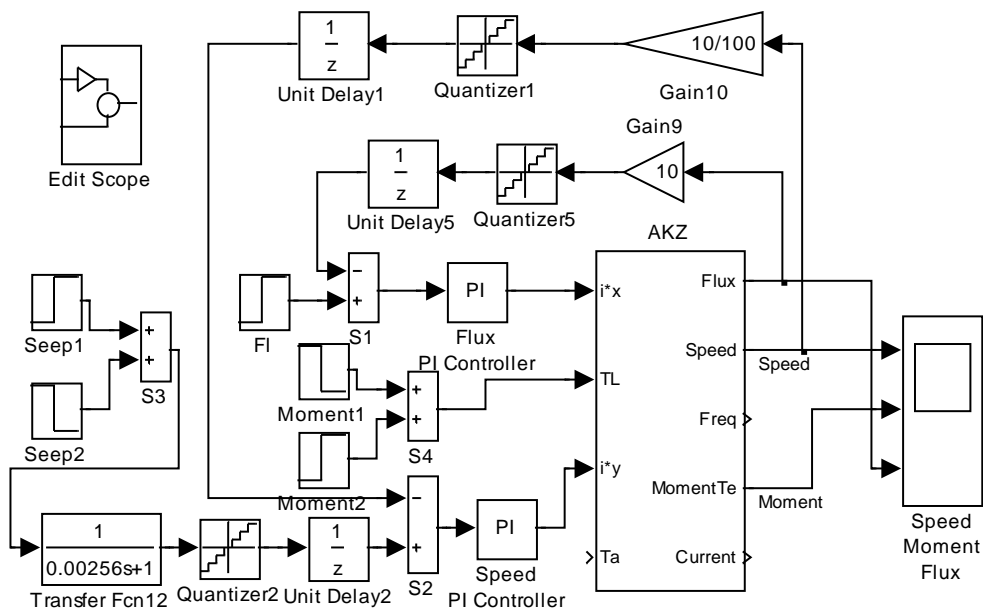 1
z
Unit Delay1
Quantizer1
10/100
Gain10
Edit Scope
Gain9
1
z
Unit Delay5
Quantizer5
10
AKZ
Seep1
Seep2
+
+
S3
Fl
−
+
S1
PI
Flux
PI Controller
Moment1
Moment2
+
+
S4
i*x
TL
i*y
Ta
Flux
Speed
Freq
MomentTe
Current
Speed
Moment
Speed
Moment
Flux
1
0.00256s+1
Transfer Fcn12
Quantizer2
1
z
Unit Delay2
−
+
S2
PI
Speed
PI Controller